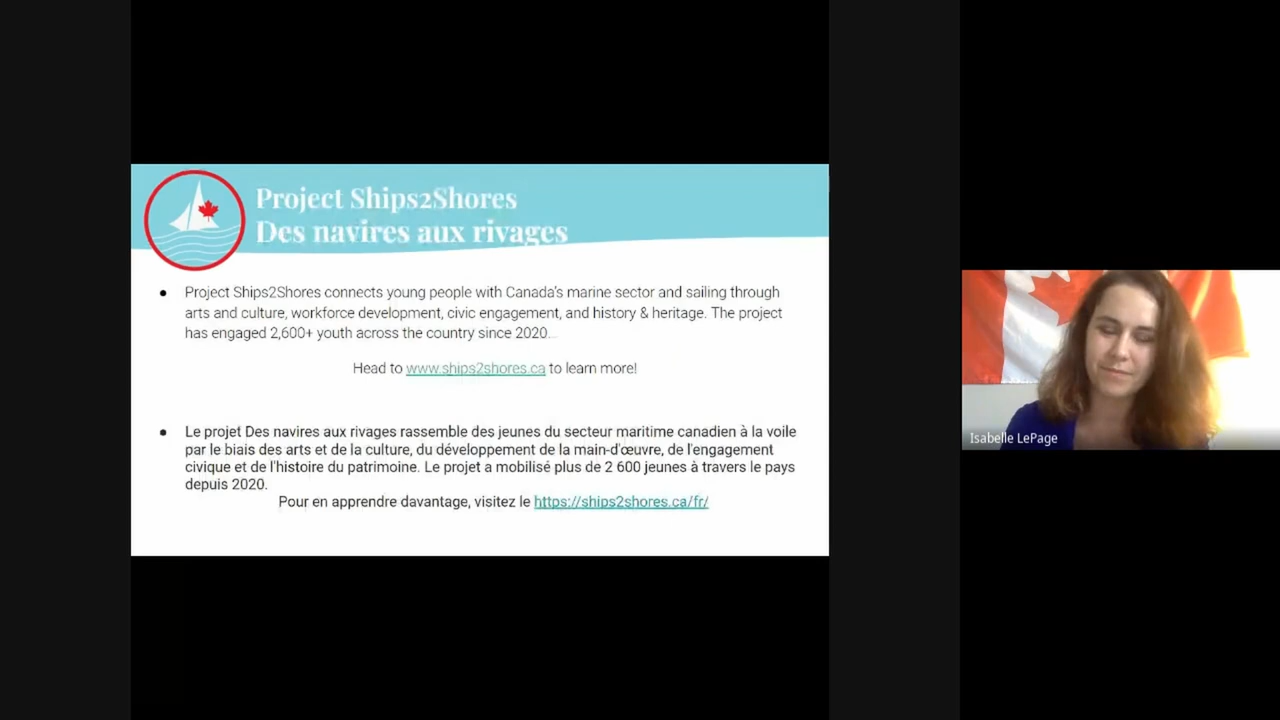 Project Ships2Shores
Des navires aux rivages
● Project Ships2Shores connects young people with Canada's marine sector and sailing through
arts and culture, workforce development, civic engagement, and history & heritage. The project
has engaged 2,600+ youth across the country since 2020.
Head to www.ships2shores.ca to learn more!
● Le projet Des navires aux rivages rassemble des jeunes du secteur maritime canadien à la voile
par le biais des arts et de la culture, du développement de la main-d'œuvre, de l'engagement
civique et de l'histoire du patrimoine. Le projet a mobilisé plus de 2 600 jeunes à travers le pays
depuis 2020.
Pour en apprendre davantage, visitez le https://ships2shores.ca/fr/
Isabelle LePage